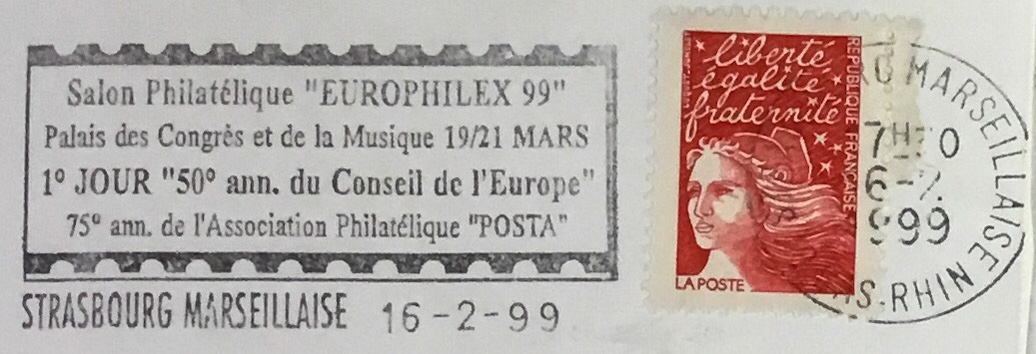 Salon Philatélique "EUROPHILEX 99"
Palais des Congrès et de la Musique 19/21 MARS
1° JOUR "50° ann. du Conseil de l'Europe"
75° ann. de l'Association Philatélique "POSTA"
STRASBOURG MARSEILLAISE 16-2-99
liberté
égalité
fraternité
RÉPUBLIQUE FRANÇAISE
LA POSTE
MARSEILLAISE
999
RHIN